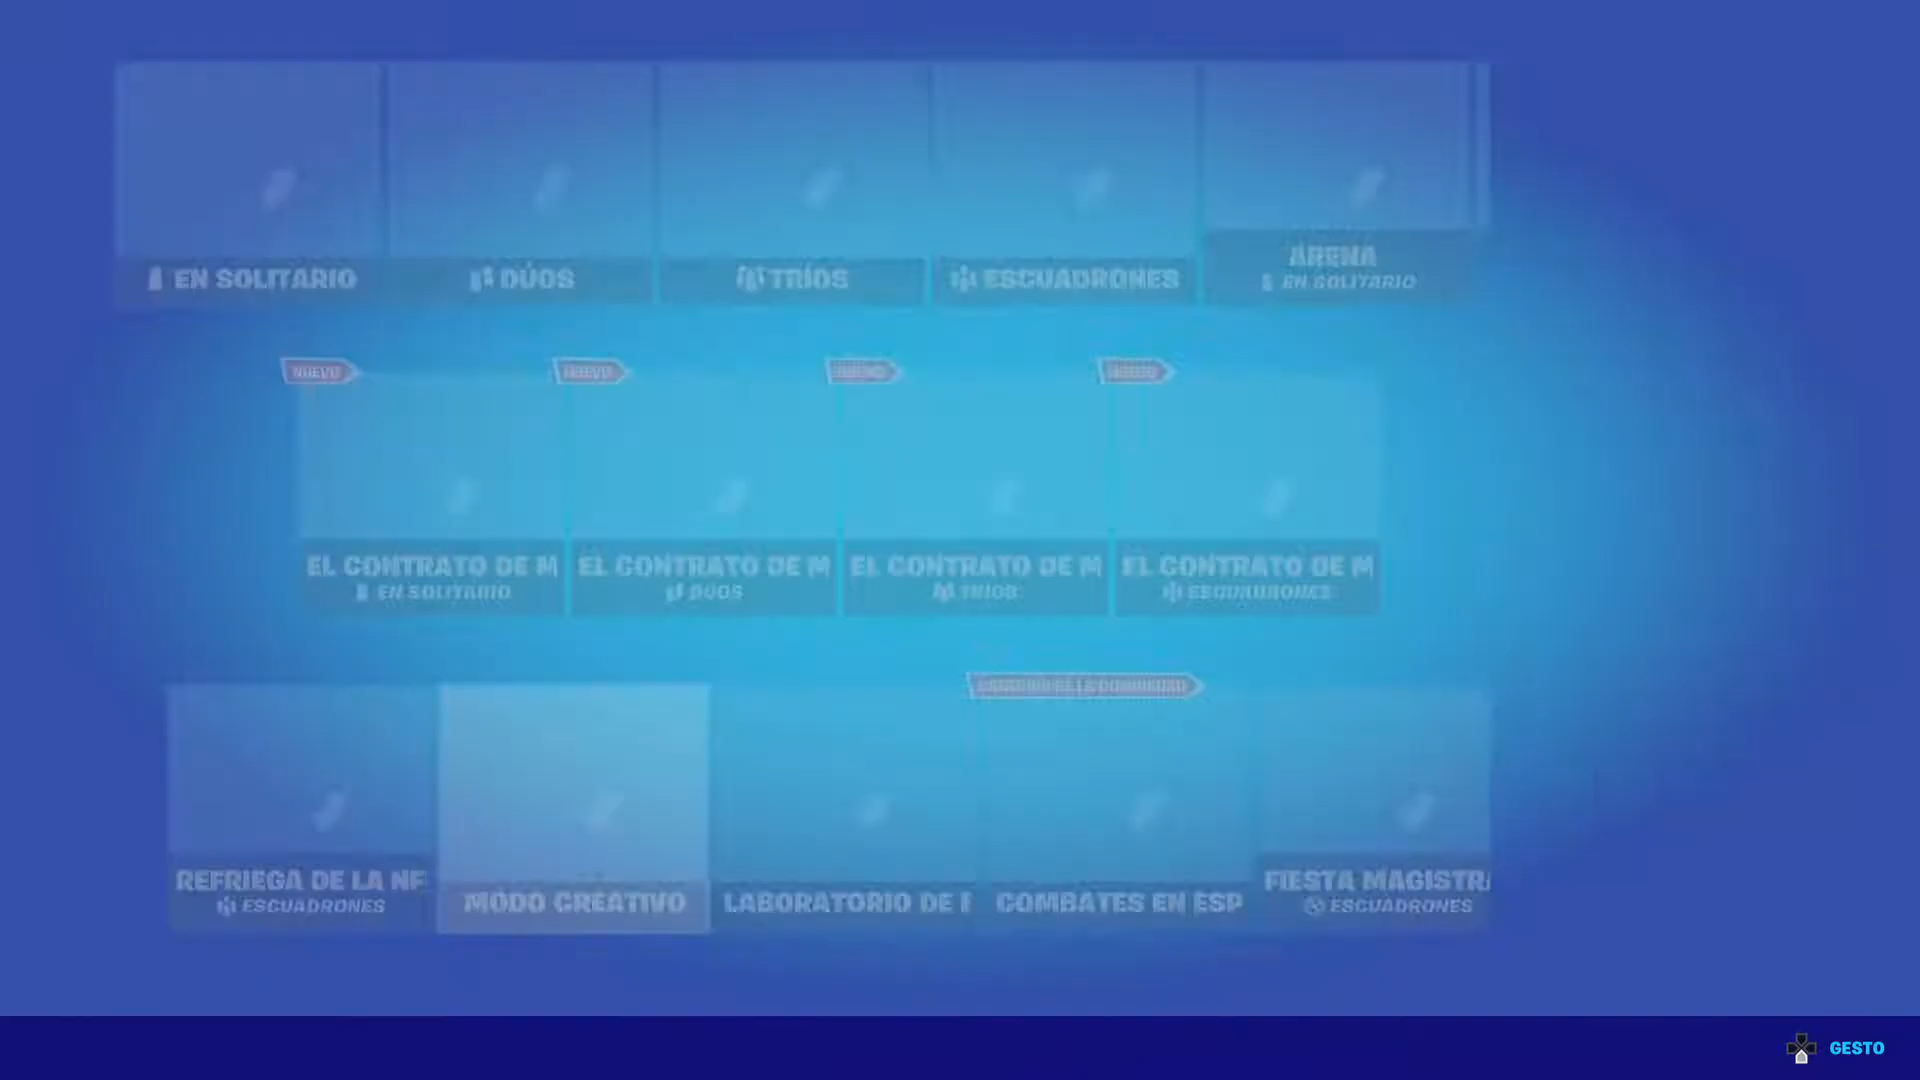 EN SOLITARIO
DÚOS
TRÍOS
ESCUADRONES
ARENA
EN SOLITARIO
NUEVO
NUEVO
NUEVO
NUEVO
EL CONTRATO DE M
EN SOLITARIO
EL CONTRATO DE M
DÚOS
EL CONTRATO DE M
TRÍOS
EL CONTRATO DE M
ESCUADRONES
REFRIEGA DE LA NF
ESCUADRONES
MODO CREATIVO
LABORATORIO DE
COMBATES EN ESP
FIESTA MAGISTR
ESCUADRONES
GESTO